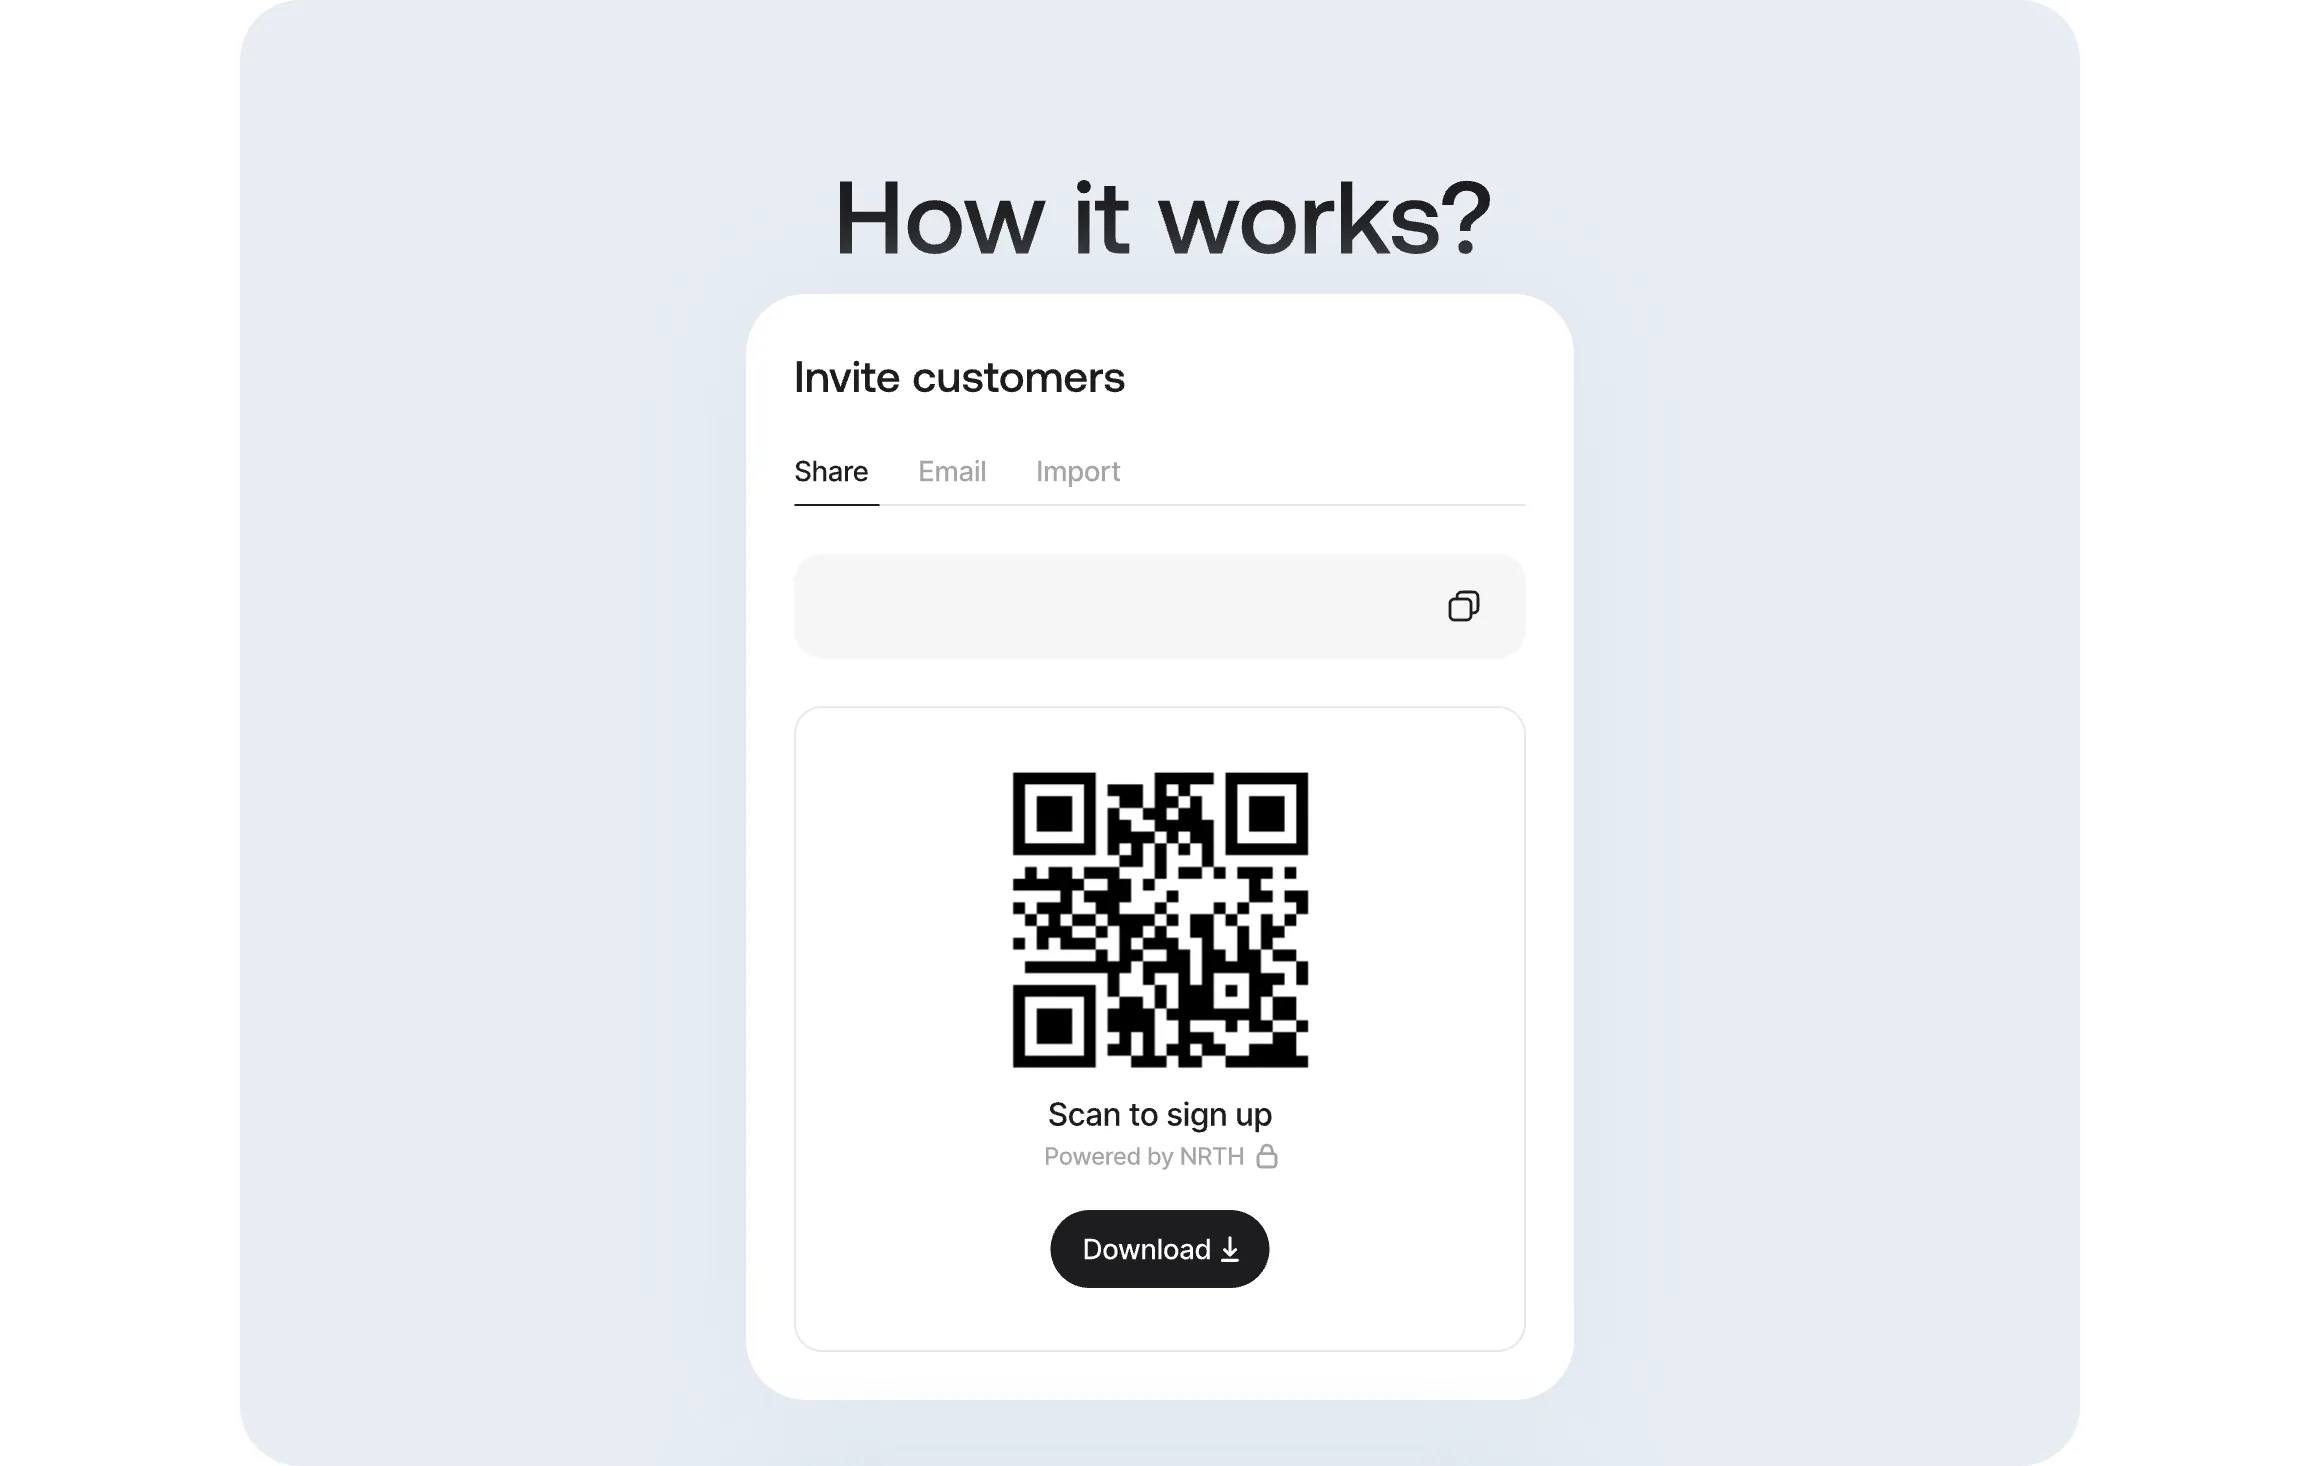 How it works?
Invite customers
Share Email Import
Scan to sign up
Powered by NRTH
Download